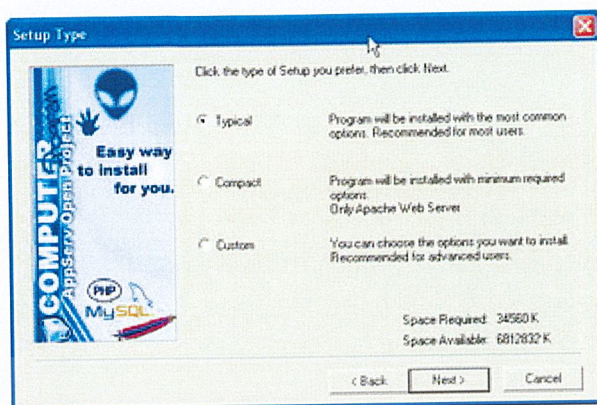 Setup Type
Click the type of Setup you prefer, then click Next.
Typical
Program will be installed with the most common
options. Recommended for most users.
Easy way
to install
for you.
Compact
Program will be installed with minimum required
options
Only Apache Web Server
Custom
You can choose the options you want to install.
Recommended for advanced users.
COMPUTER
AppServ Open Project
PHP
MySQL
Space Required: 34560 K
Space Available: 6812832 K
< Back
Next >
Cancel